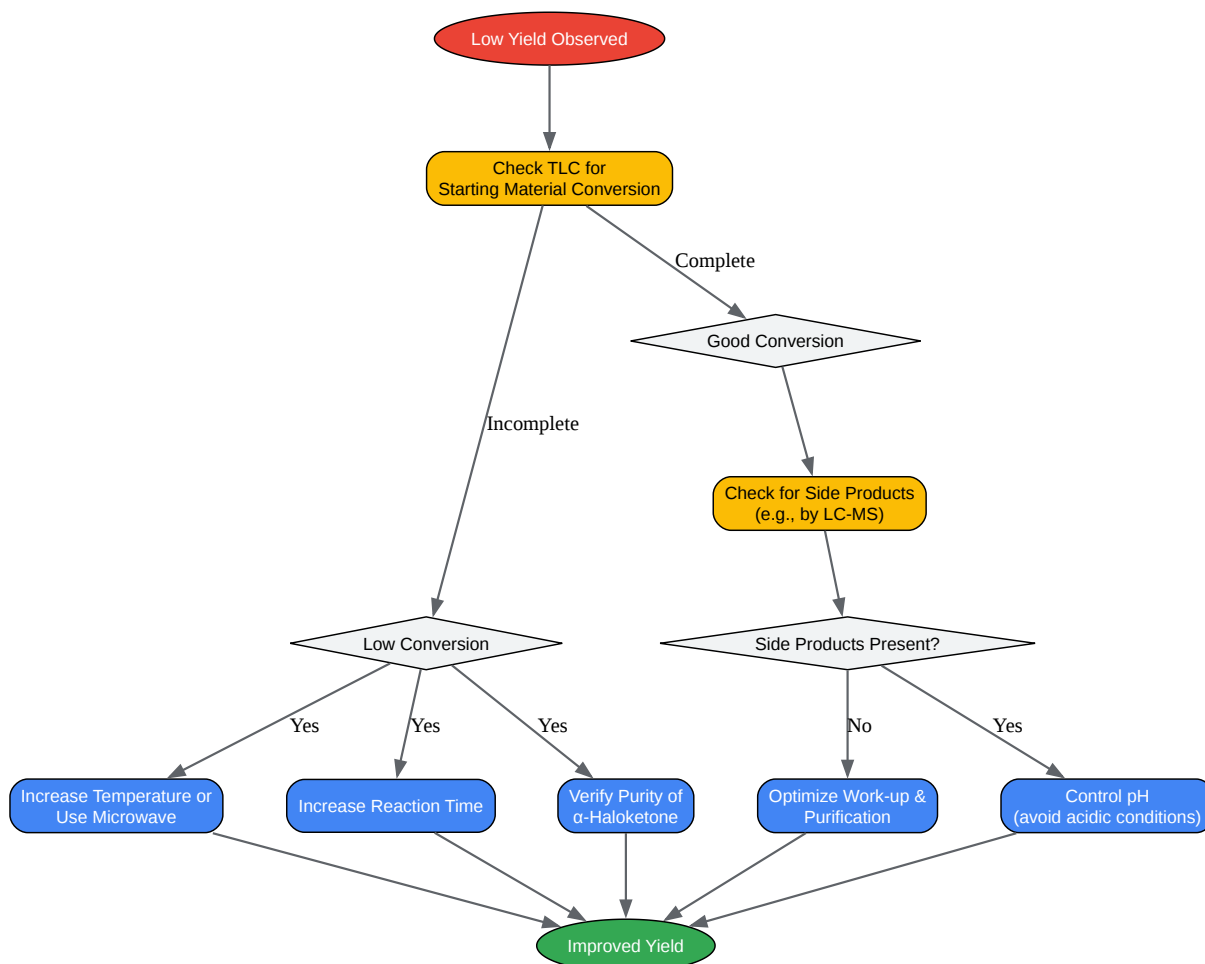 Low Yield Observed
Check TLC for
Starting Material Conversion
Complete
Good Conversion
Incomplete
Check for Side Products
(e.g., by LC-MS)
Low Conversion
Side Products Present?
Yes
Yes
Yes
No
Yes
Increase Temperature or
Use Microwave
Increase Reaction Time
Verify Purity of
α-Haloketone
Optimize Work-up &
Purification
Control pH
(avoid acidic conditions)
Improved Yield